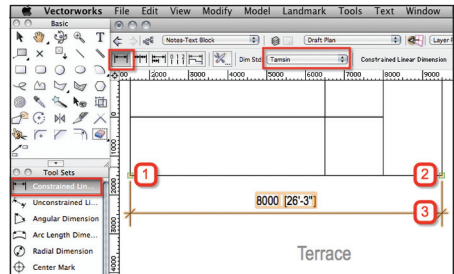 Vectorworks File Edit View Modify Model Landmark Tools Text Window
Basic
Notes-Text Block Draft Plan Layer
Dim Std: Tamsin Constrained Linear Dimension
2000 3000 4000 5000 6000 7000 8000 9000
1 2
8000 [26'-3"]
3
Terrace
Tool Sets
Constrained Lin...
Unconstrained Li...
Angular Dimension
Arc Length Dime...
Radial Dimension
Center Mark